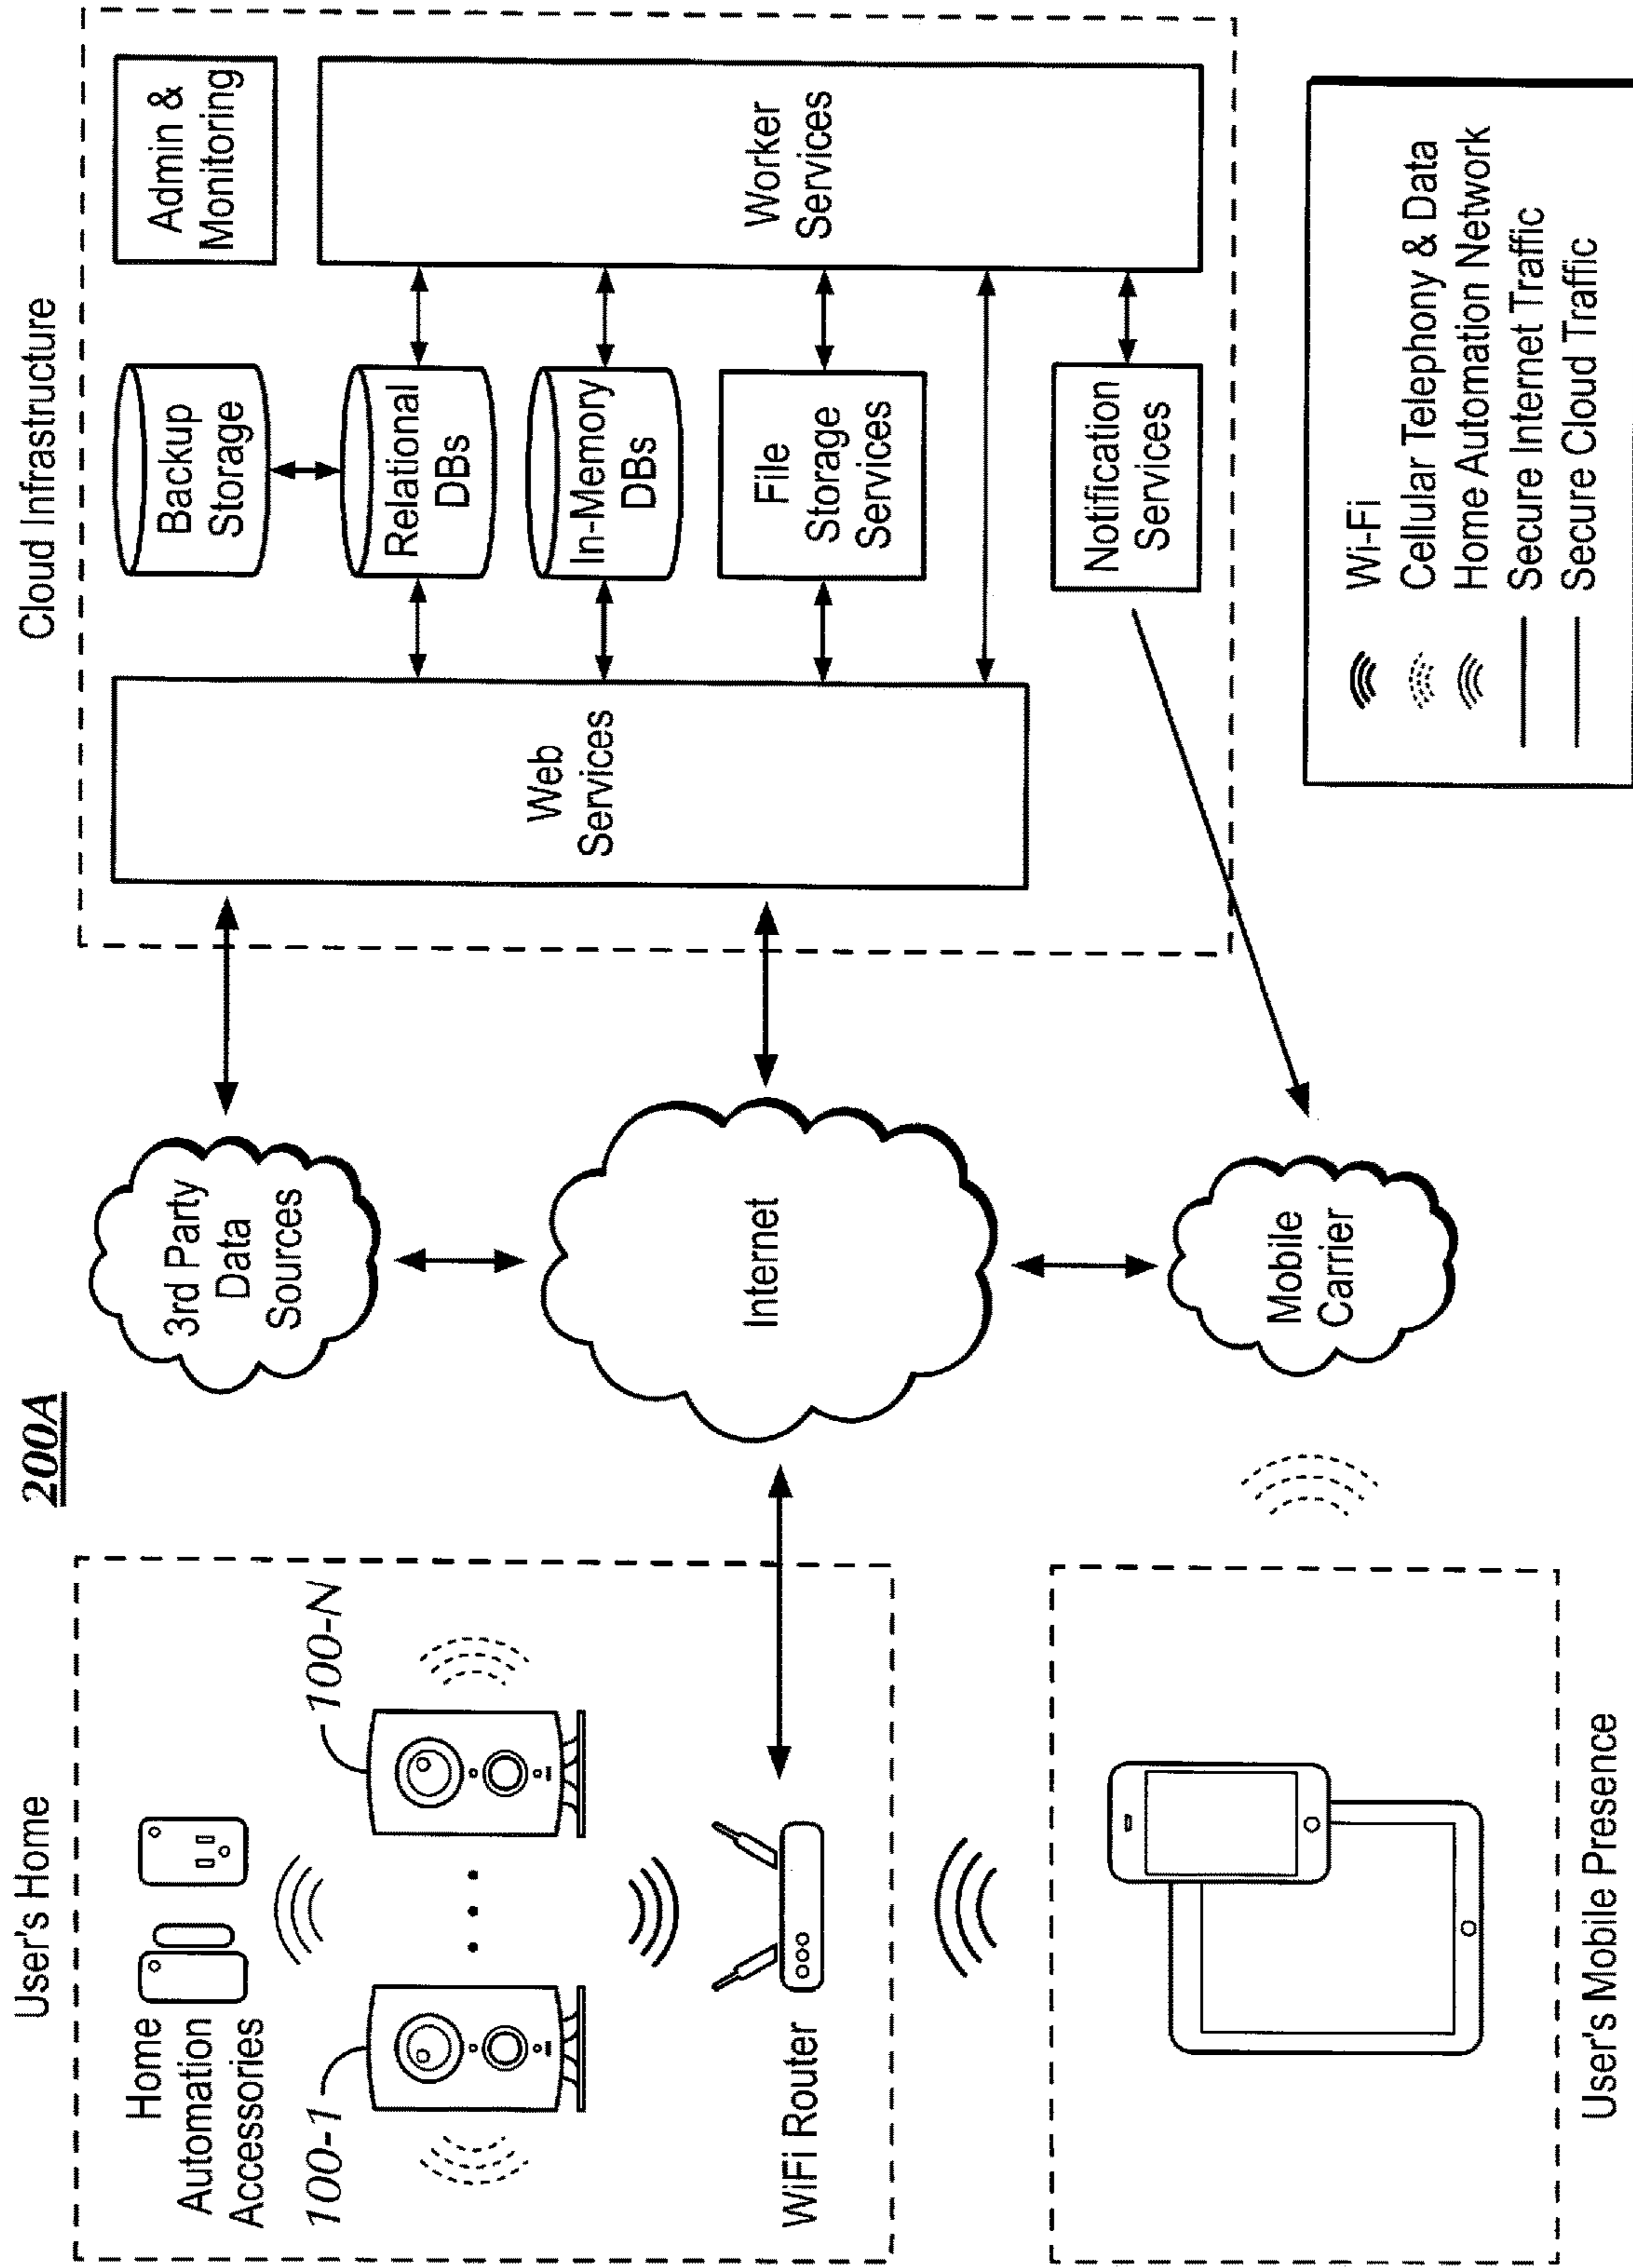 200A
User's Home
Home
Automation
Accessories
100-1
100-N
WiFi Router
User's Mobile Presence
3rd Party
Data
Sources
Internet
Mobile
Carrier
Cloud Infrastructure
Web
Services
Backup
Storage
Relational
DBs
In-Memory
DBs
File
Storage
Services
Notification
Services
Admin &
Monitoring
Worker
Services
Wi-Fi
Cellular Telephony & Data
Home Automation Network
Secure Internet Traffic
Secure Cloud Traffic